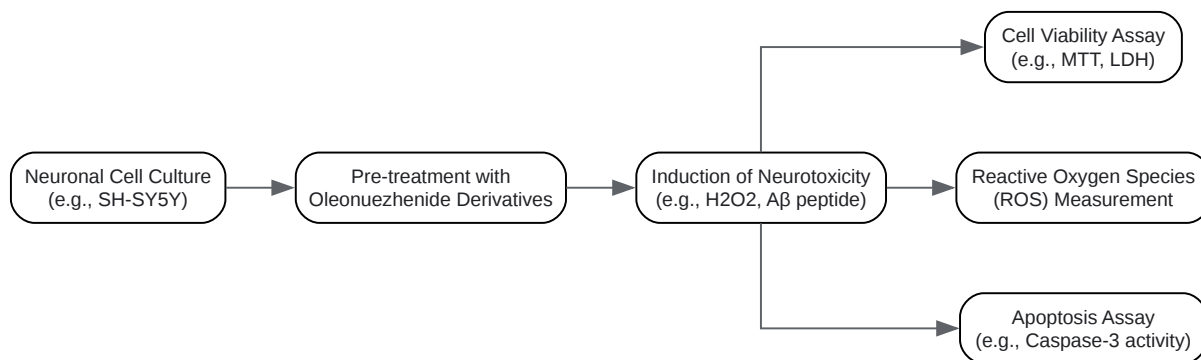 Neuronal Cell Culture
(e.g., SH-SY5Y)
Pre-treatment with
Oleonuezhenide Derivatives
Induction of Neurotoxicity
(e.g., H2O2, Aβ peptide)
Cell Viability Assay
(e.g., MTT, LDH)
Reactive Oxygen Species
(ROS) Measurement
Apoptosis Assay
(e.g., Caspase-3 activity)